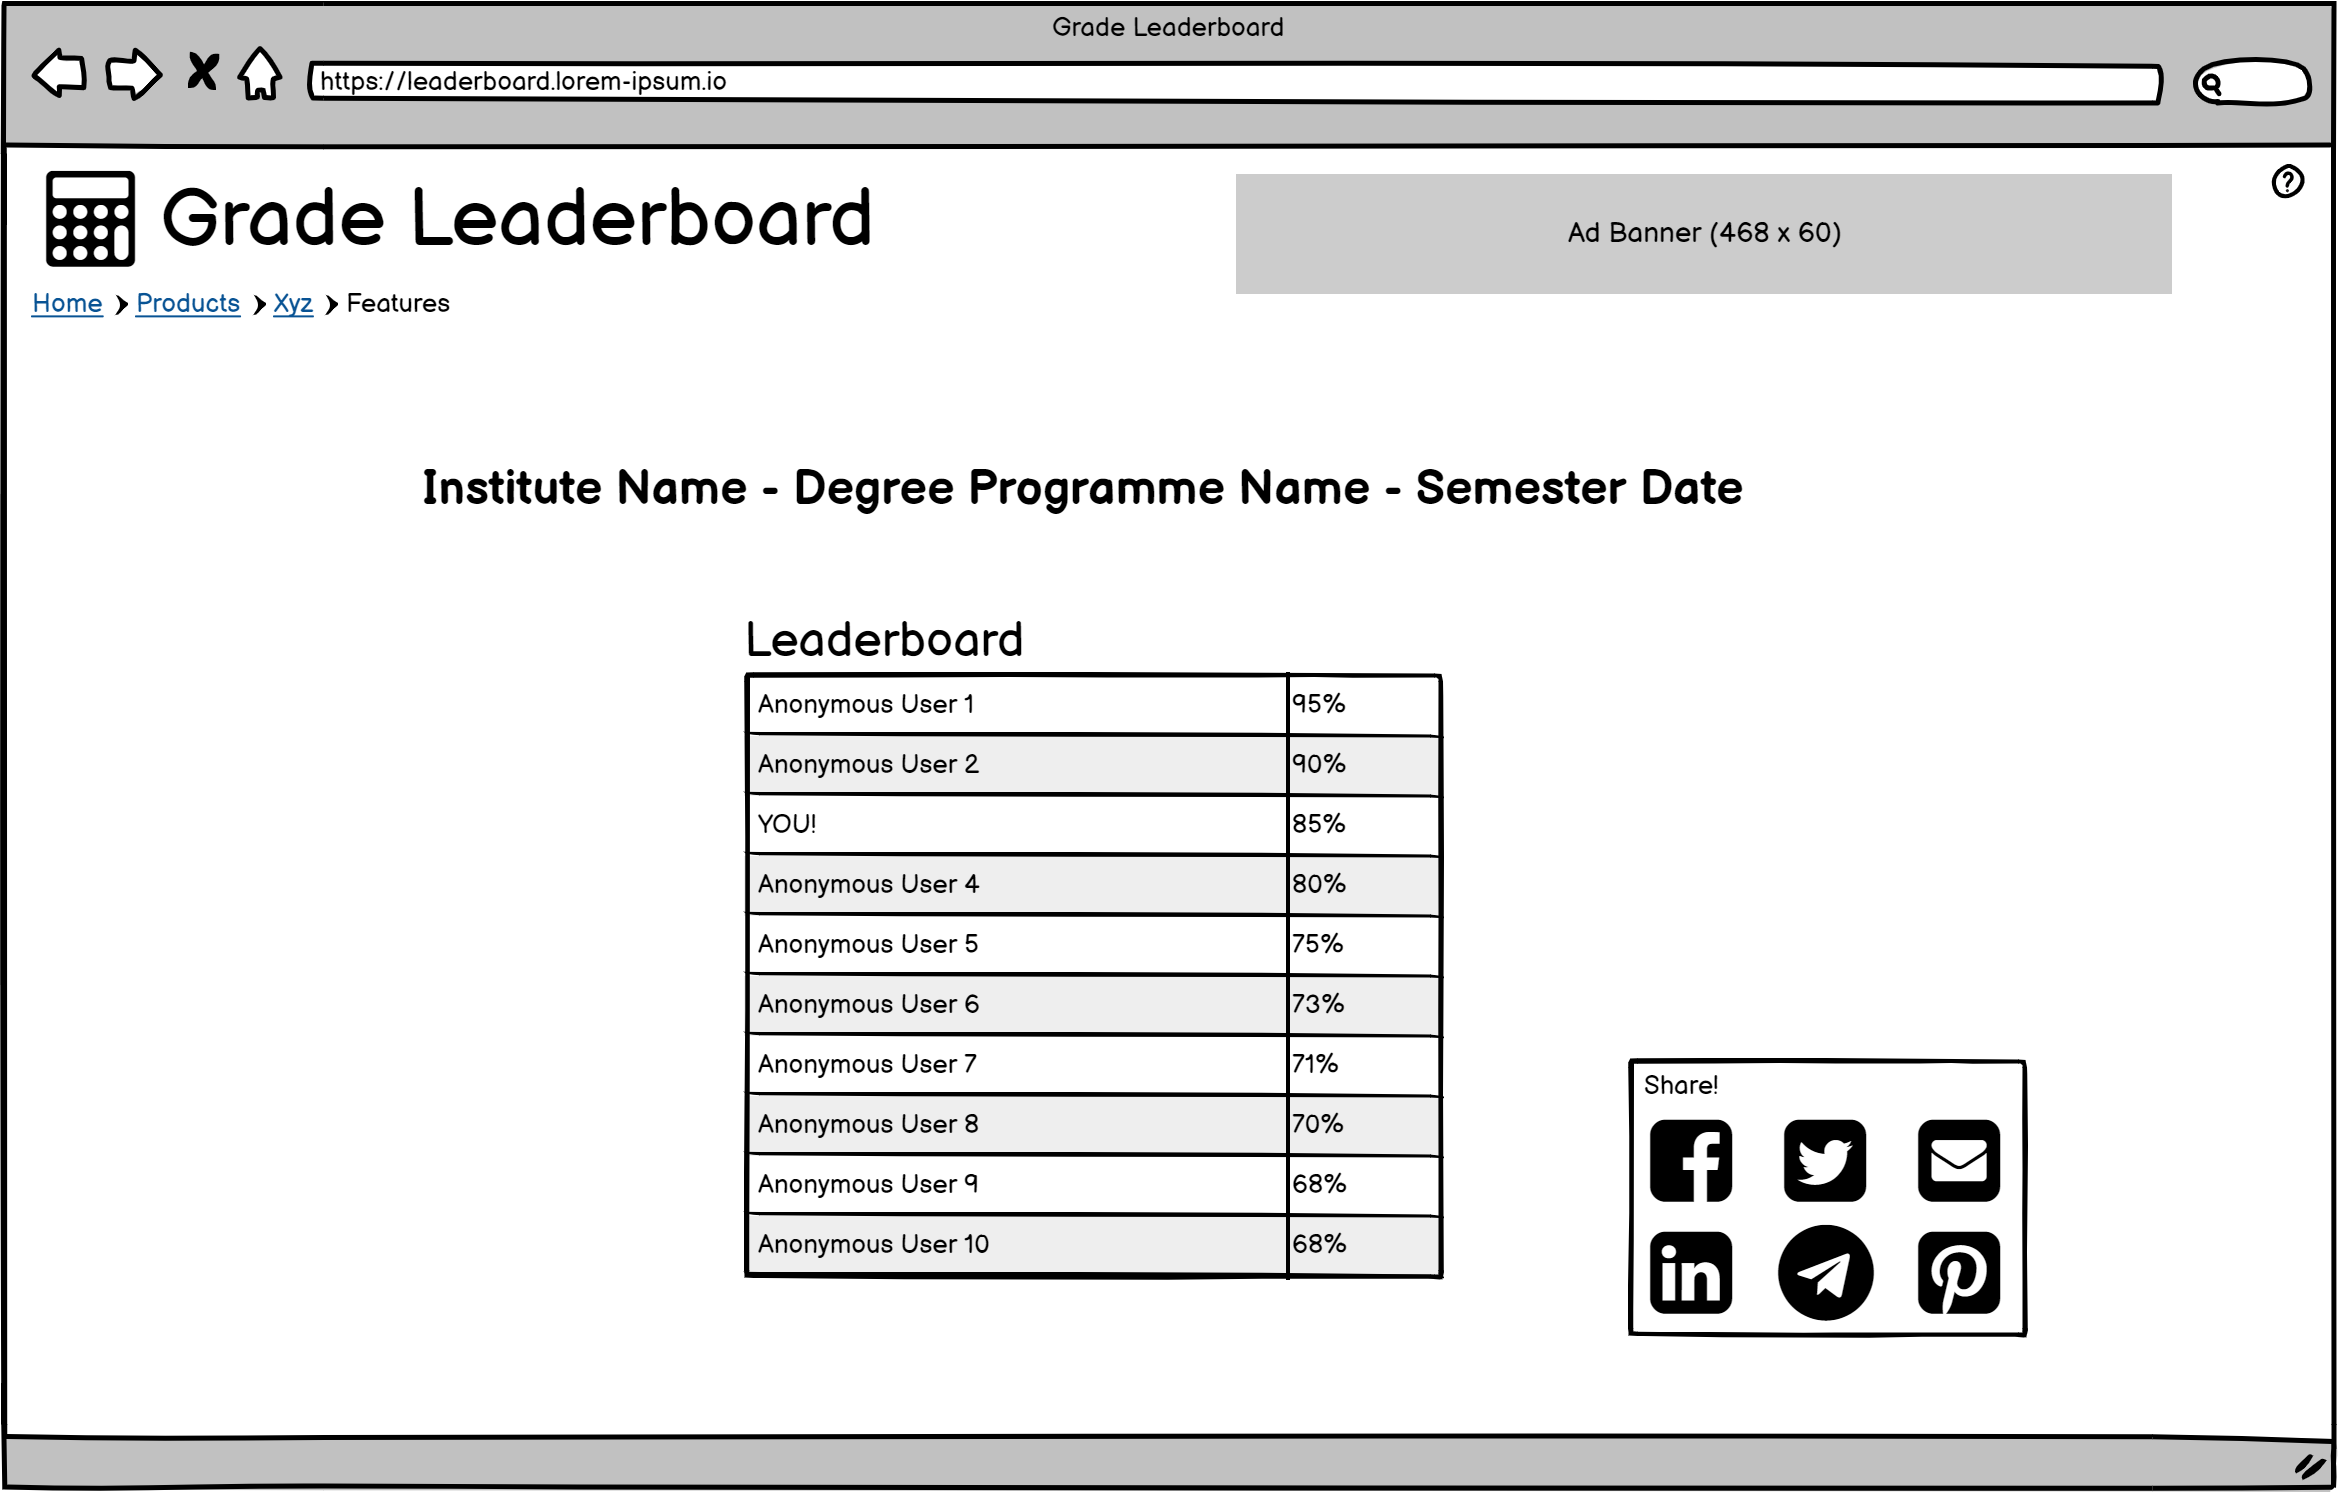 Grade Leaderboard
https://leaderboard.lorem-ipsum.io
Grade Leaderboard
Ad Banner (468 x 60)
Home Products Xyz Features
Institute Name - Degree Programme Name - Semester Date
Leaderboard
Anonymous User 1 95%
Anonymous User 2 90%
YOU! 85%
Anonymous User 4 80%
Anonymous User 5 75%
Anonymous User 6 73%
Anonymous User 7 71%
Anonymous User 8 70%
Anonymous User 9 68%
Anonymous User 10 68%
Share!